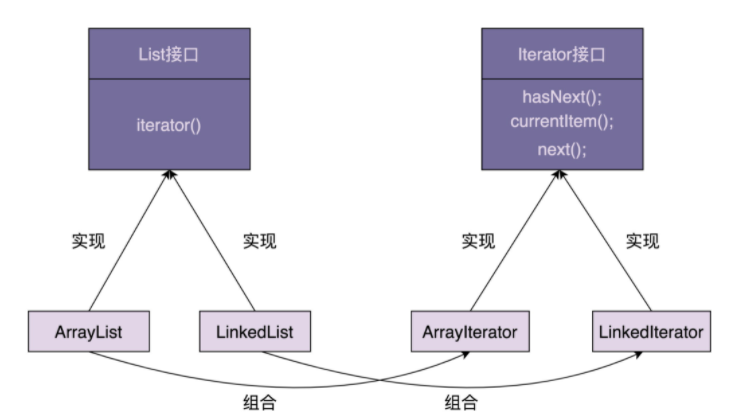 List接口
iterator()
Iterator接口
hasNext();
currentItem();
next();
实现
实现
实现
实现
ArrayList
LinkedList
ArrayIterator
LinkedIterator
组合
组合